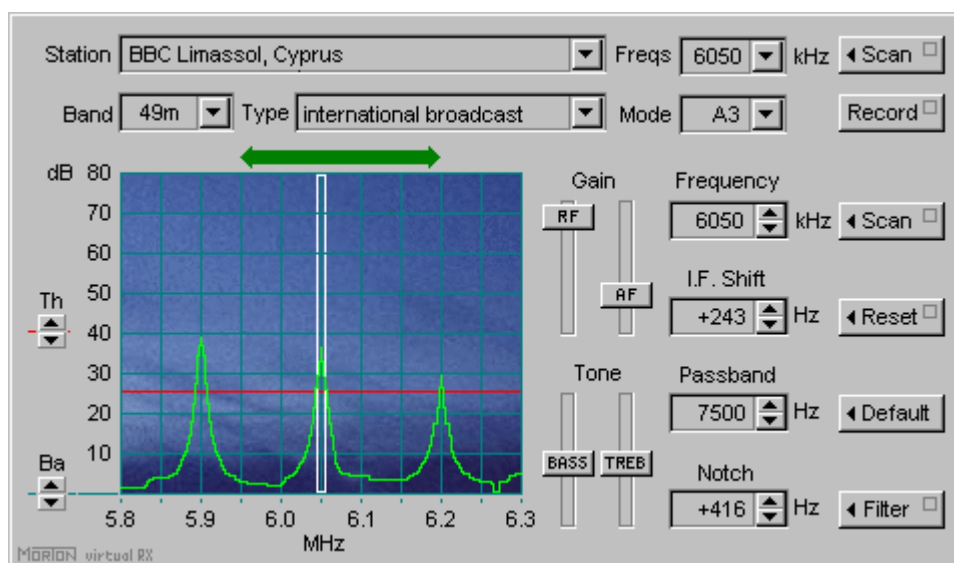 Station BBC Limassol, Cyprus Freqs 6050 kHz Scan
Band 49m Type international broadcast Mode A3 Record
dB 80 Gain Frequency
70 RF 6050 kHz Scan
60
50 Th AF I.F. Shift
40 +243 Hz Reset
30 Tone Passband
20 7500 Hz Default
10 Ba BASS TREB Notch
+416 Hz Filter
5.8 5.9 6.0 6.1 6.2 6.3
MHz
MORTON virtual RX